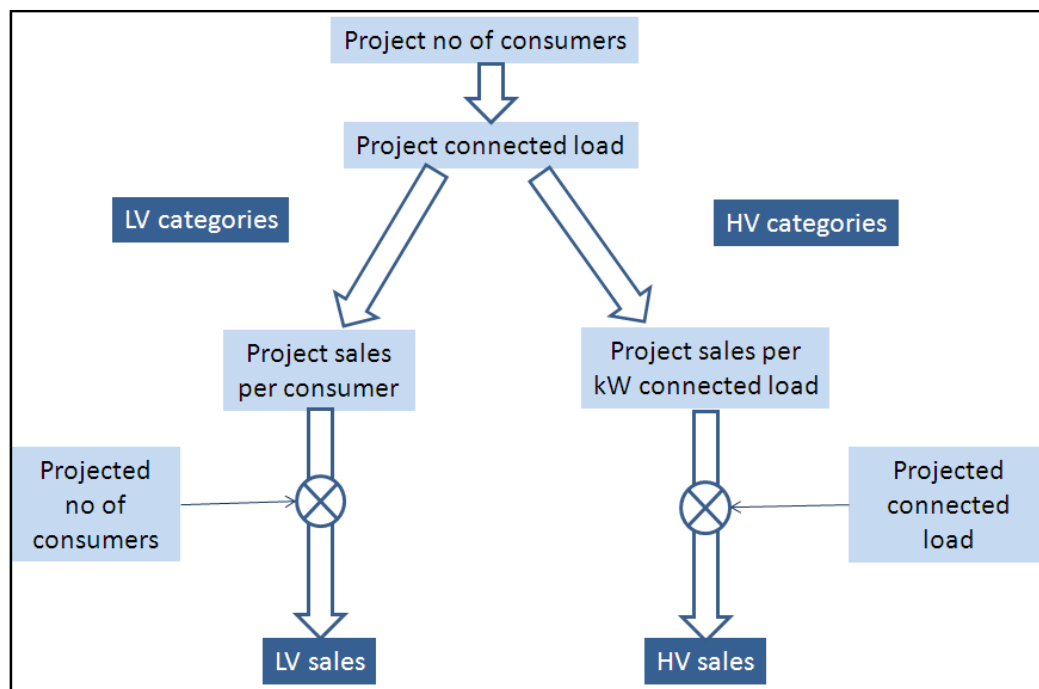 Project no of consumers
Project connected load
LV categories
HV categories
Project sales
per consumer
Project sales per
kW connected load
Projected
no of
consumers
Projected
connected
load
LV sales
HV sales